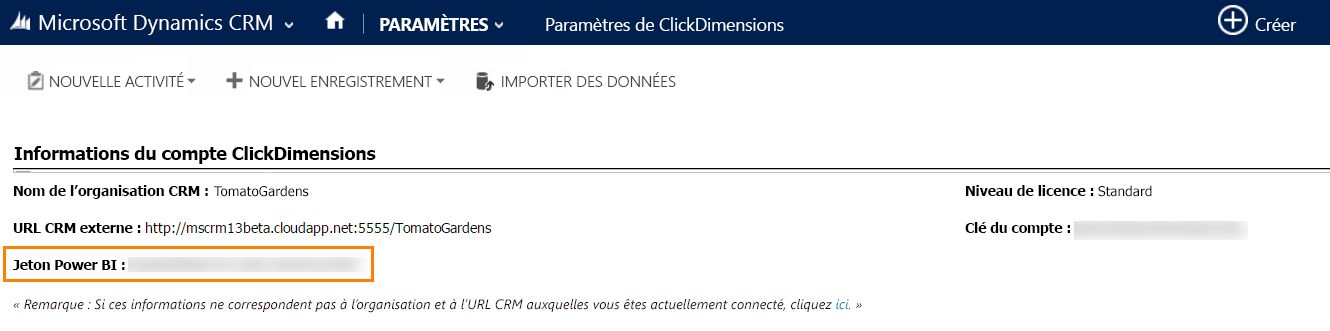 Microsoft Dynamics CRM PARAMÈTRES Paramètres de ClickDimensions Créer
NOUVELLE ACTIVITÉ NOUVEL ENREGISTREMENT IMPORTER DES DONNÉES
Informations du compte ClickDimensions
Nom de l’organisation CRM : TomatoGardens Niveau de licence : Standard
URL CRM externe : http://mscrm13beta.cloudapp.net:5555/TomatoGardens Clé du compte :
Jeton Power BI :
« Remarque : Si ces informations ne correspondent pas à l'organisation et à l'URL CRM auxquelles vous êtes actuellement connecté, cliquez ici. »